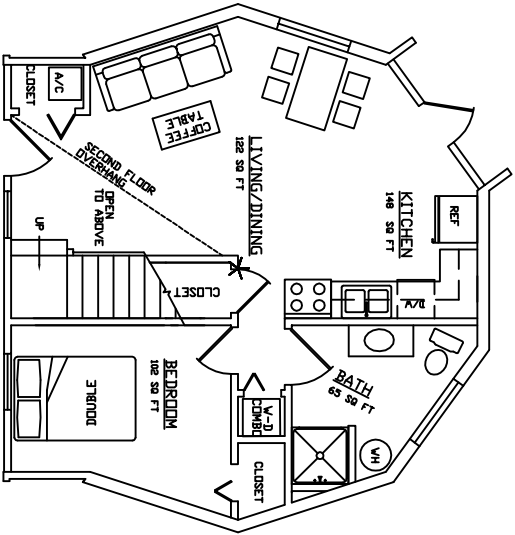 CLOSET
A/C
COFFEE
TABLE
SECOND FLOOR
OVERHANG
OPEN
TO ABOVE
UP
LIVING/DINING
122 SQ FT
KITCHEN
148 SQ FT
REF
D/W
CLOSET
BEDROOM
102 SQ FT
DOUBLE
BATH
65 SQ FT
W-D
COMBO
WH
CLOSET